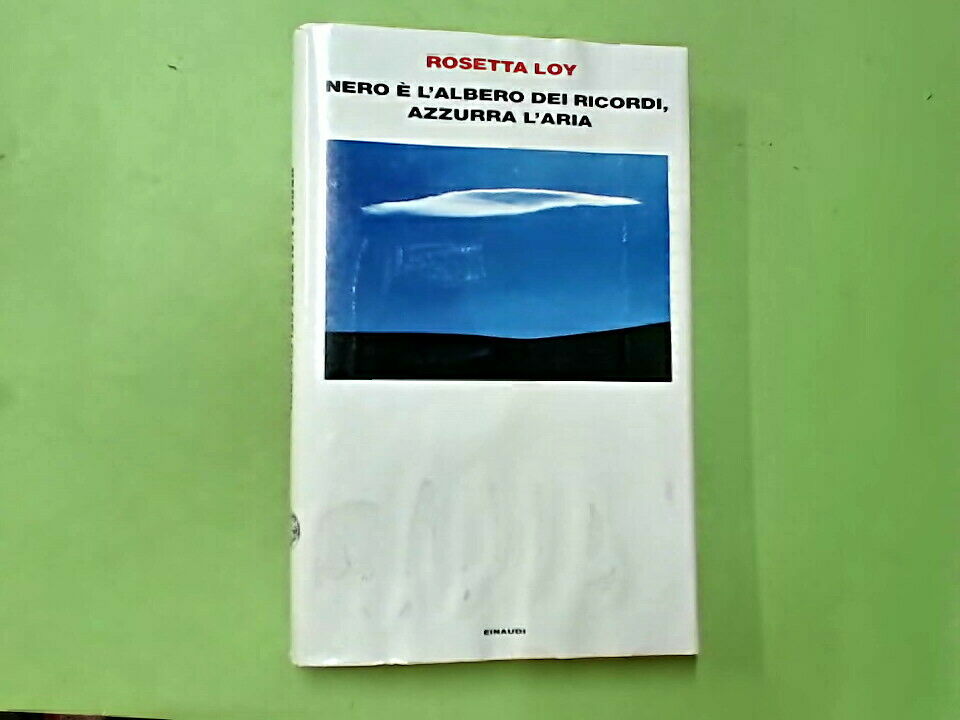 ROSETTA LOY
NERO È L'ALBERO DEI RICORDI,
AZZURRA L'ARIA
EINAUDI